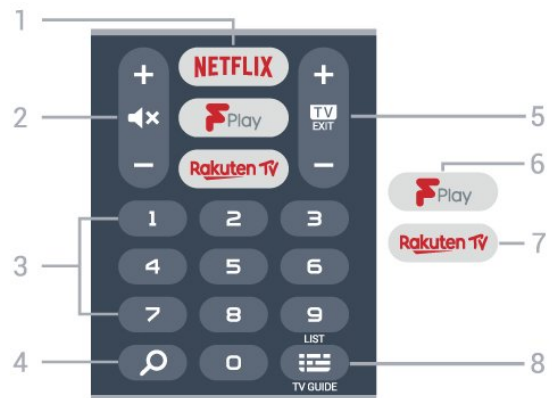 1
+ NETFLIX +
2 F Play TV EXIT 5
− Rakuten TV −
6 F Play
Rakuten TV 7
3
1 2 3
4 5 6
7 8 9
LIST
4 0 8
TV GUIDE